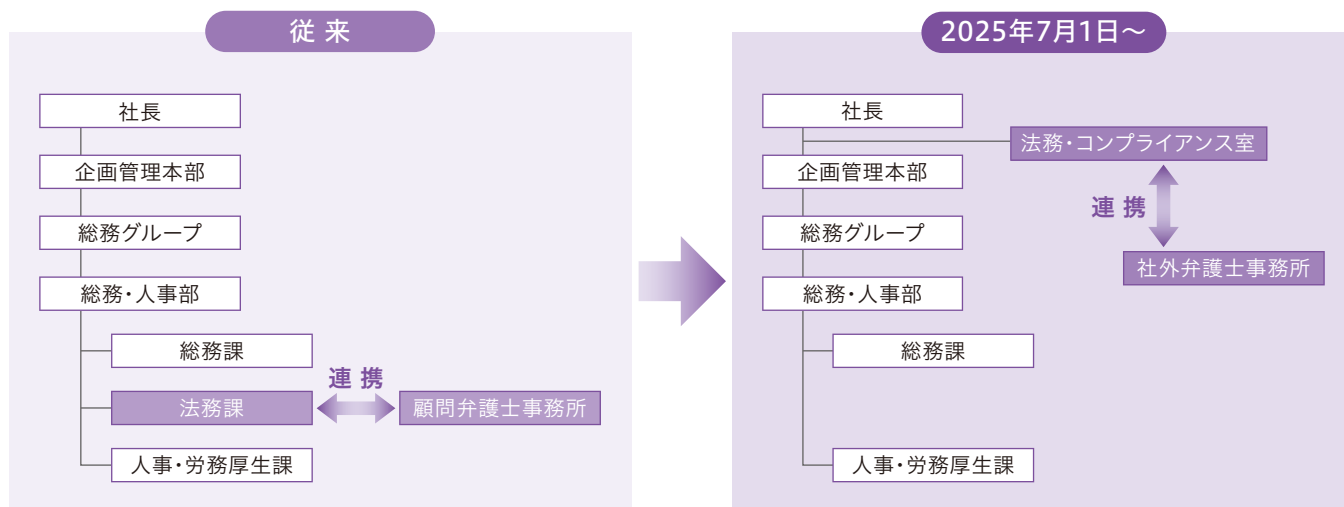 従来
社長
企画管理本部
総務グループ
総務・人事部
総務課
法務課
連携
顧問弁護士事務所
人事・労務厚生課
2025年7月1日～
社長
法務・コンプライアンス室
企画管理本部
連携
総務グループ
社外弁護士事務所
総務・人事部
総務課
人事・労務厚生課